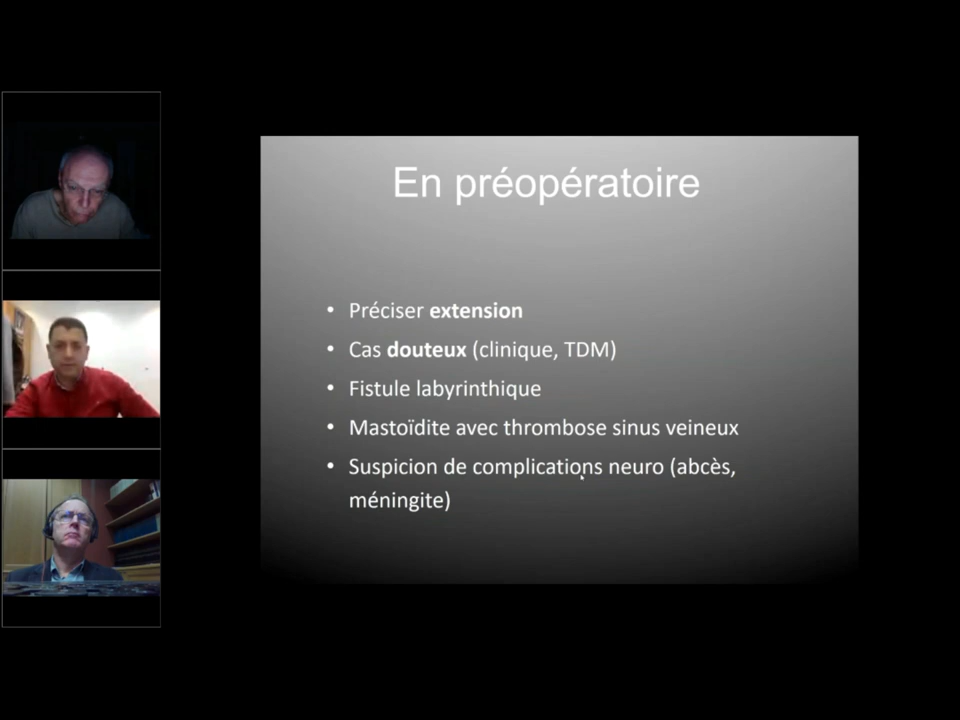 En préopératoire
• Préciser extension
• Cas douteux (clinique, TDM)
• Fistule labyrinthique
• Mastoïdite avec thrombose sinus veineux
• Suspicion de complications neuro (abcès,
méningite)